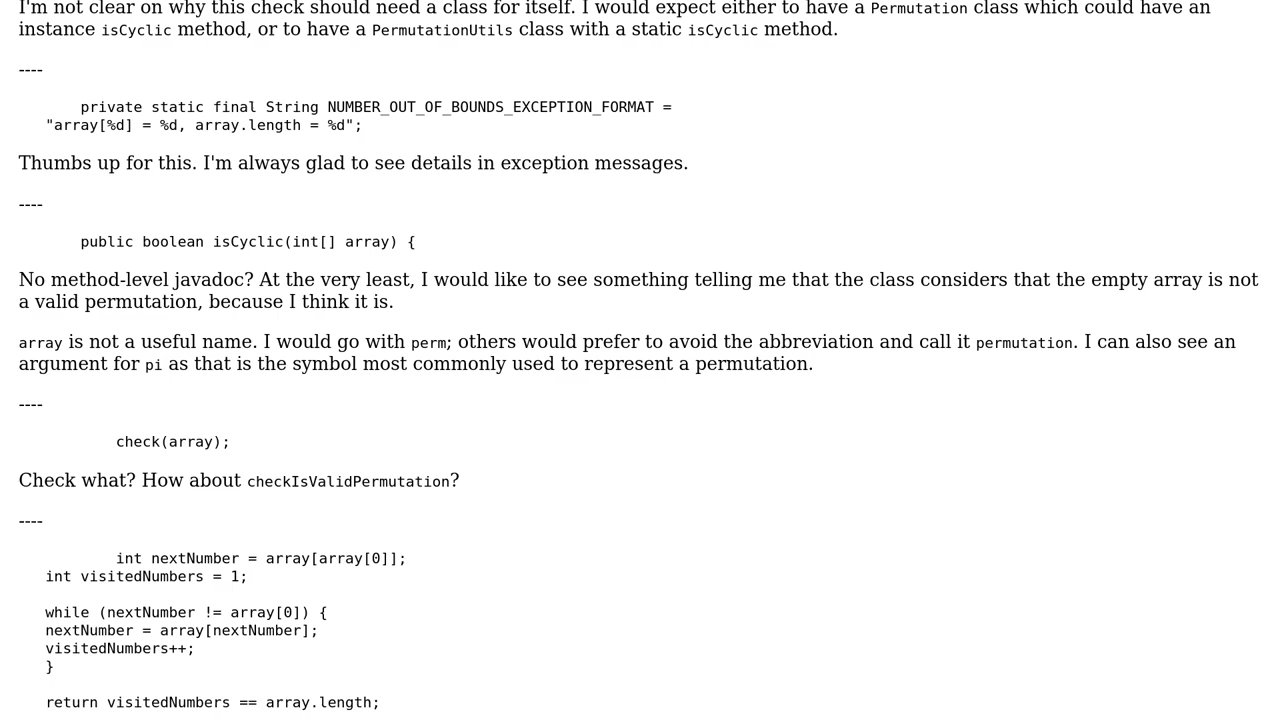 I'm not clear on why this check should need a class for itself. I would expect either to have a Permutation class which could have an
instance isCyclic method, or to have a PermutationUtils class with a static isCyclic method.
----
private static final String NUMBER_OUT_OF_BOUNDS_EXCEPTION_FORMAT =
"array[%d] = %d, array.length = %d";
Thumbs up for this. I'm always glad to see details in exception messages.
----
public boolean isCyclic(int[] array) {
No method-level javadoc? At the very least, I would like to see something telling me that the class considers that the empty array is not
a valid permutation, because I think it is.
array is not a useful name. I would go with perm; others would prefer to avoid the abbreviation and call it permutation. I can also see an
argument for pi as that is the symbol most commonly used to represent a permutation.
----
check(array);
Check what? How about checkIsValidPermutation?
----
int nextNumber = array[array[0]];
int visitedNumbers = 1;
while (nextNumber != array[0]) {
nextNumber = array[nextNumber];
visitedNumbers++;
}
return visitedNumbers == array.length;